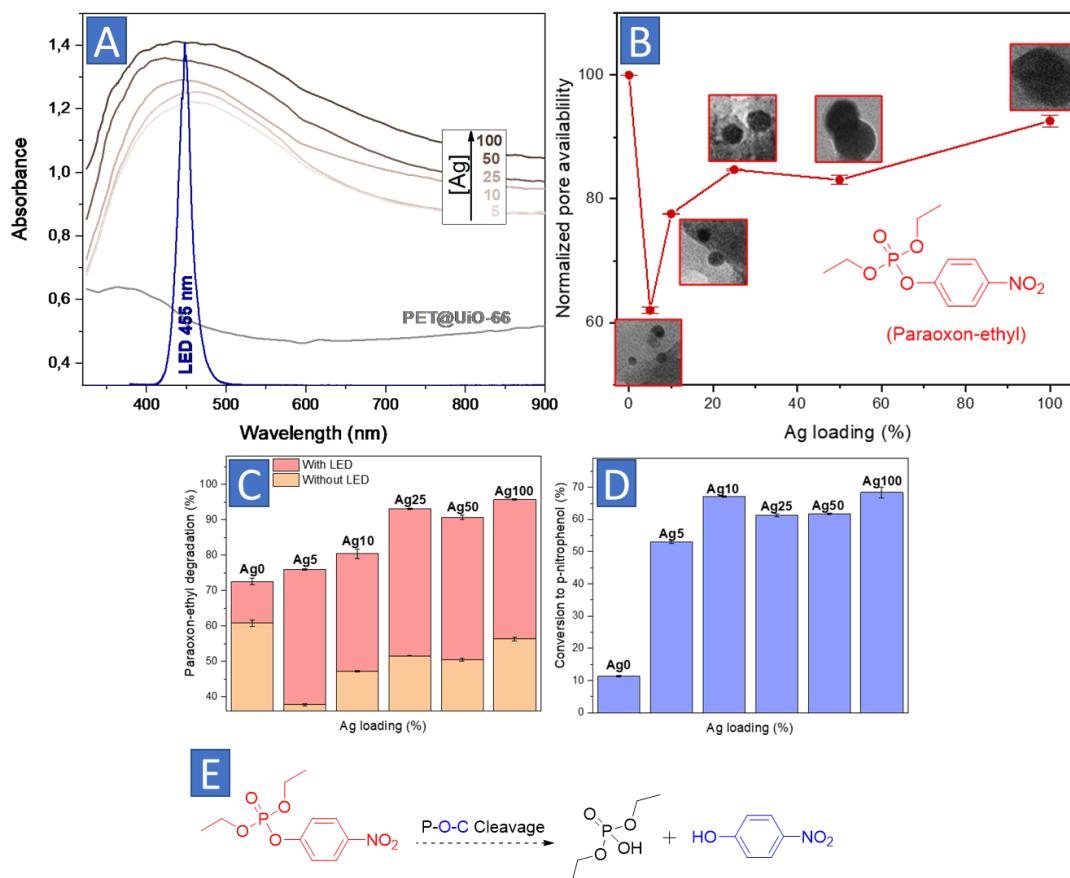 A
1,4
1,2
1,0
0,8
0,6
0,4
Absorbance
400 500 600 700 800 900
Wavelength (nm)
LED 455 nm
[Ag]
100
50
25
10
5
PET@UiO-66
B
100
80
60
Normalized pore availablility
0 20 40 60 80 100
Ag loading (%)
O
O
P
O
O
NO2
(Paraoxon-ethyl)
C
With LED
Without LED
100
90
80
70
60
50
40
Paraoxon-ethyl degradation (%)
Ag0
Ag5
Ag10
Ag25
Ag50
Ag100
Ag loading (%)
D
70
60
50
40
30
20
10
0
Conversion to p-nitrophenol (%)
Ag0
Ag5
Ag10
Ag25
Ag50
Ag100
Ag loading (%)
E
O
O
P
O
O
NO2
P-O-C Cleavage
O
O
P
OH
O
+
HO
NO2